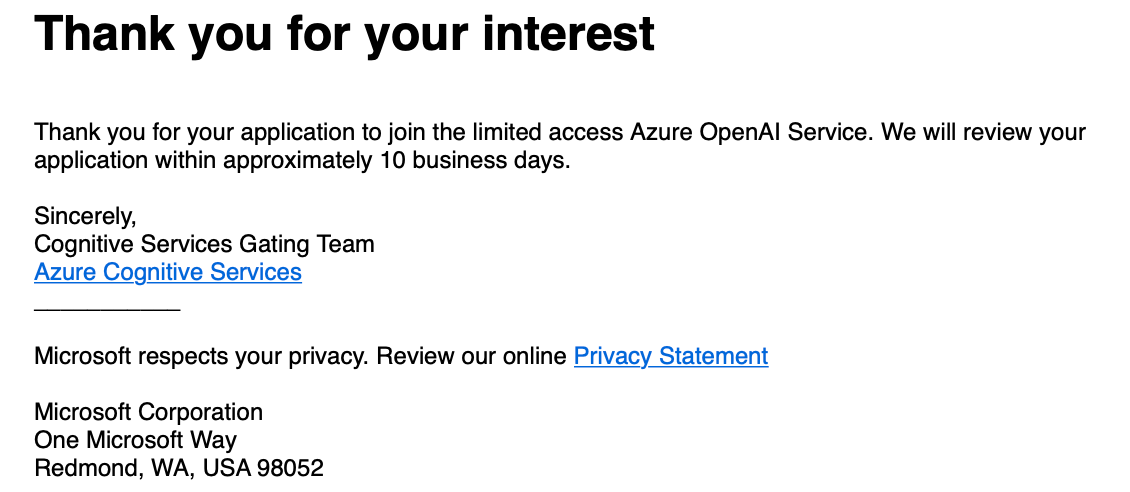 Thank you for your interest
Thank you for your application to join the limited access Azure OpenAI Service. We will review your
application within approximately 10 business days.
Sincerely,
Cognitive Services Gating Team
Azure Cognitive Services
___________
Microsoft respects your privacy. Review our online Privacy Statement
Microsoft Corporation
One Microsoft Way
Redmond, WA, USA 98052